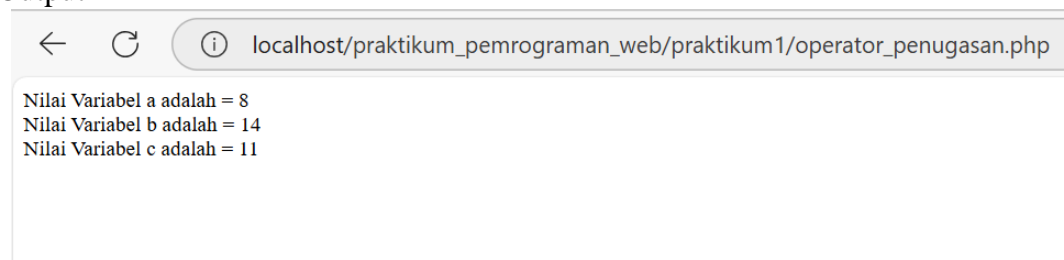 localhost/praktikum_pemrograman_web/praktikum1/operator_penugasan.php
Nilai Variabel a adalah = 8
Nilai Variabel b adalah = 14
Nilai Variabel c adalah = 11